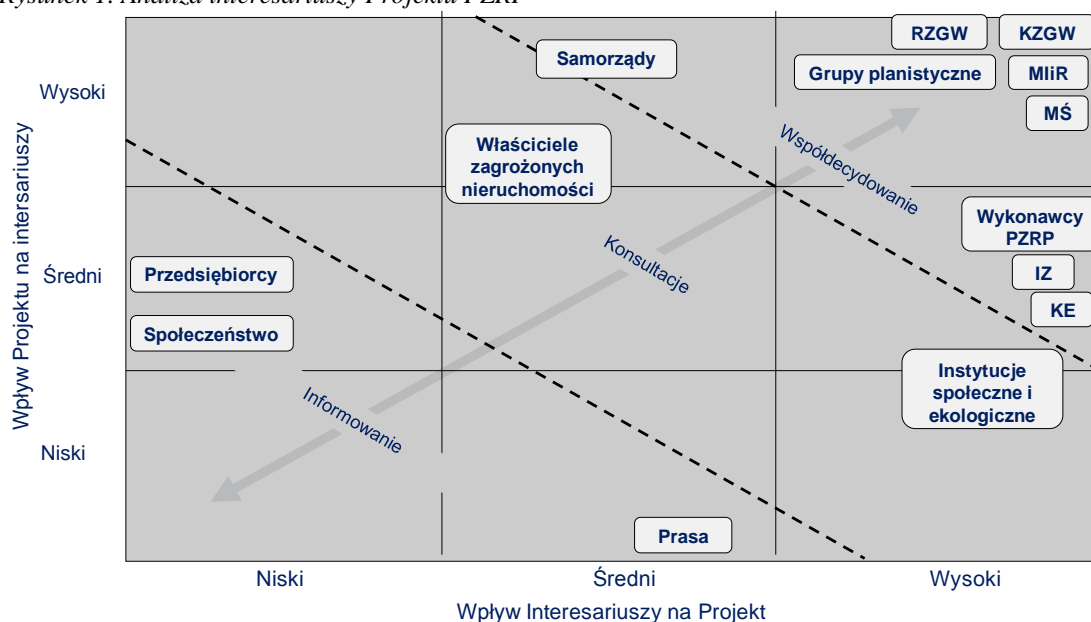 Rysunek 1. Analiza interesariuszy Projektu PZRP
RZGW
KZGW
Samorządy
Grupy planistyczne
MIiR
Wysoki
MŚ
Właściciele
zagrożonych
nieruchomości
Współdecydowanie
Wpływ Projektu na intersariuszy
Wykonawcy
PZRP
Konsultacje
Średni
Przedsiębiorcy
IZ
KE
Społeczeństwo
Instytucje
społeczne i
ekologiczne
Informowanie
Niski
Prasa
Niski
Średni
Wysoki
Wpływ Interesariuszy na Projekt